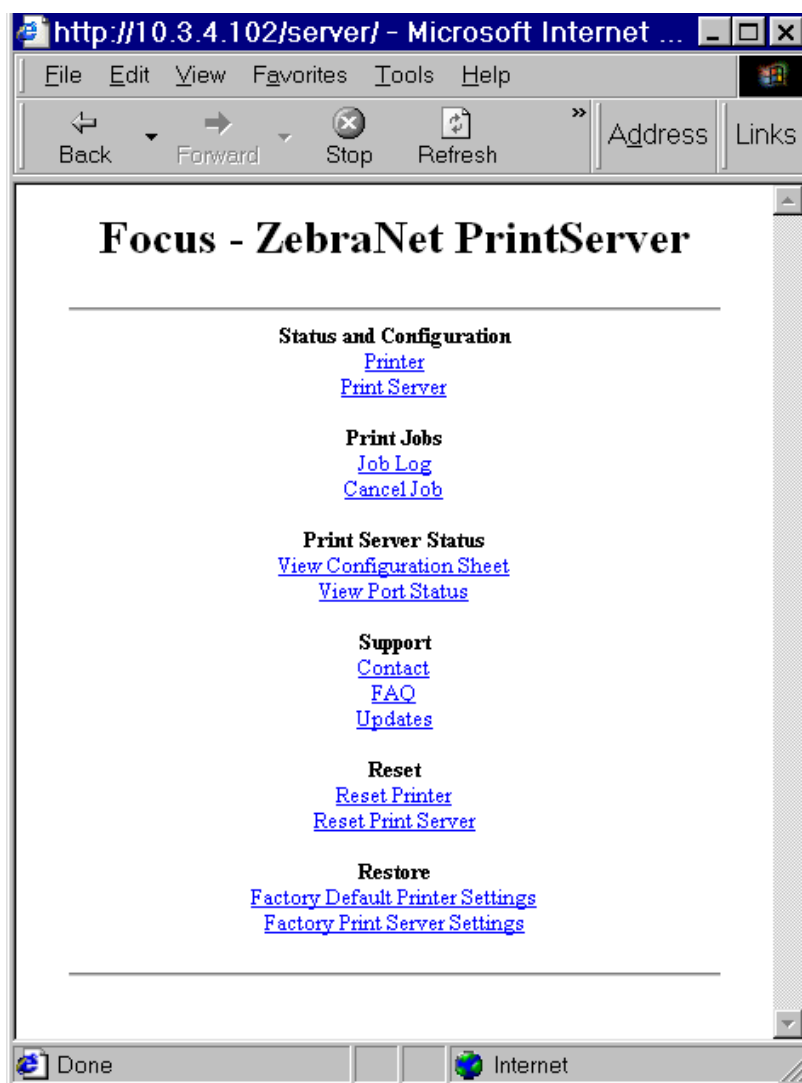 http://10.3.4.102/server/ - Microsoft Internet ...
File Edit View Favorites Tools Help
Back Forward Stop Refresh » Address Links
Focus - ZebraNet PrintServer
Status and Configuration
Printer
Print Server
Print Jobs
Job Log
Cancel Job
Print Server Status
View Configuration Sheet
View Port Status
Support
Contact
FAQ
Updates
Reset
Reset Printer
Reset Print Server
Restore
Factory Default Printer Settings
Factory Print Server Settings
Done Internet